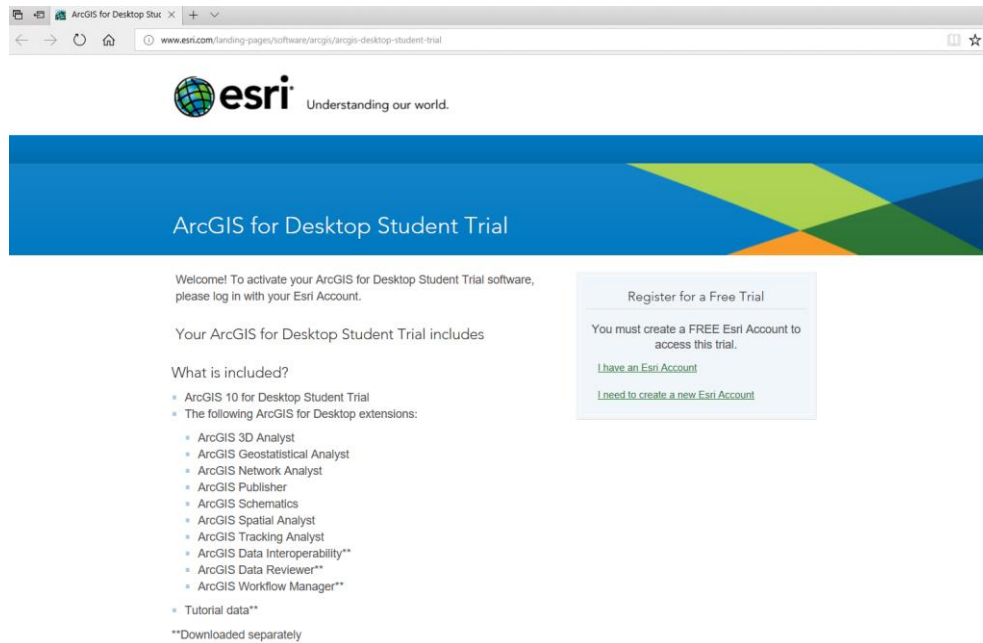 ArcGIS for Desktop Stuc
www.esri.com/landing-pages/software/arcgis/arcgis-desktop-student-trial
esri
Understanding our world.
ArcGIS for Desktop Student Trial
Welcome! To activate your ArcGIS for Desktop Student Trial software,
please log in with your Esri Account.
Your ArcGIS for Desktop Student Trial includes
What is included?
ArcGIS 10 for Desktop Student Trial
The following ArcGIS for Desktop extensions:
ArcGIS 3D Analyst
ArcGIS Geostatistical Analyst
ArcGIS Network Analyst
ArcGIS Publisher
ArcGIS Schematics
ArcGIS Spatial Analyst
ArcGIS Tracking Analyst
ArcGIS Data Interoperability**
ArcGIS Data Reviewer**
ArcGIS Workflow Manager**
Tutorial data**
**Downloaded separately
Register for a Free Trial
You must create a FREE Esri Account to
access this trial.
I have an Esri Account
I need to create a new Esri Account